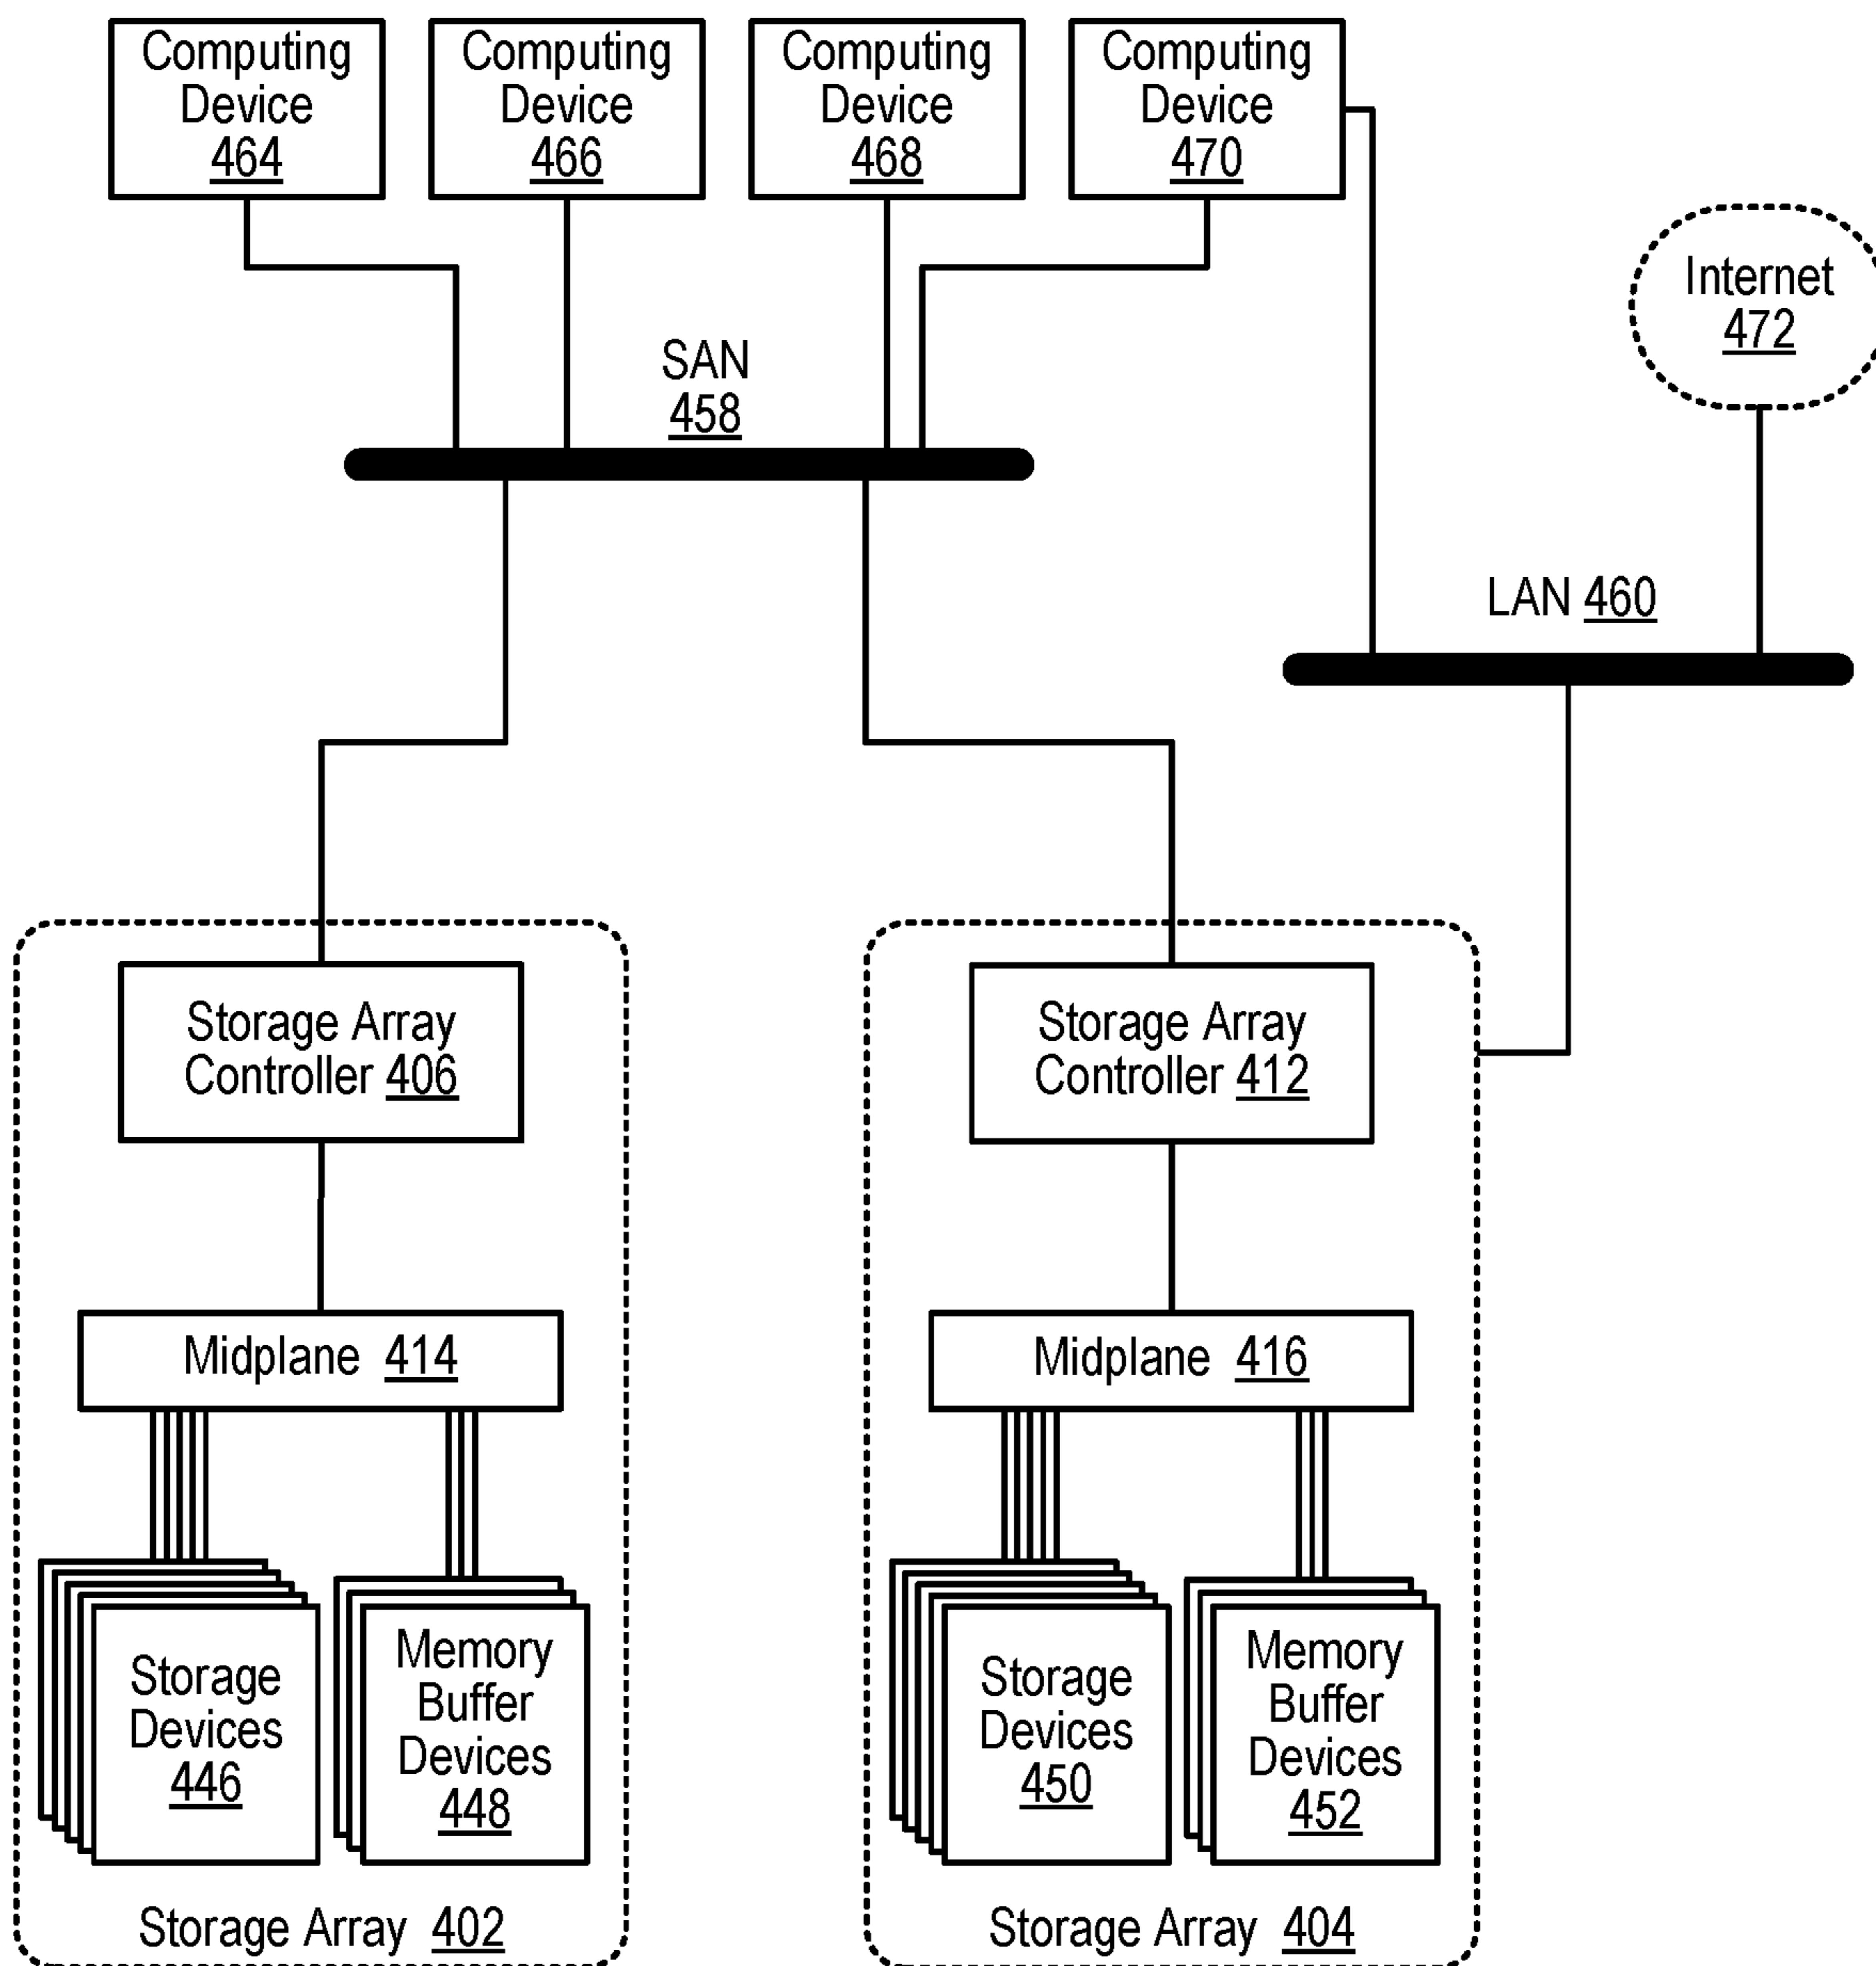 Computing
Device
464
Computing
Device
466
Computing
Device
468
Computing
Device
470
Internet
472
SAN
458
LAN 460
Storage Array
Controller 406
Storage Array
Controller 412
Midplane 414
Midplane 416
Storage
Devices
446
Memory
Buffer
Devices
448
Storage
Devices
450
Memory
Buffer
Devices
452
Storage Array 402
Storage Array 404